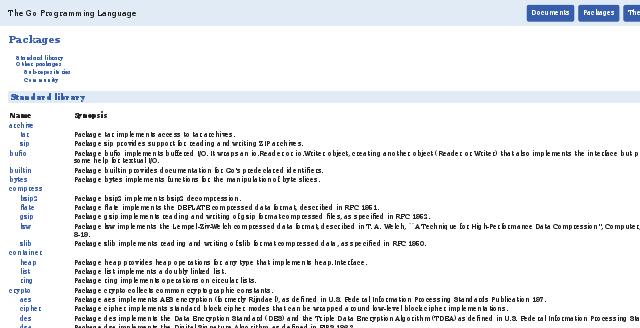 The Go Programming Language
Documents Packages The
Packages
Standard library
Other packages
Sub-repositories
Community
Standard library
Name Synopsis
archive
tar Package tar implements access to tar archives.
zip Package zip provides support for reading and writing ZIP archives.
bufio Package bufio implements buffered I/O. It wraps an io.Reader or io.Writer object, creating another object (Reader or Writer) that also implements the interface but p
some help for textual I/O.
builtin Package builtin provides documentation for Go's predeclared identifiers.
bytes Package bytes implements functions for the manipulation of byte slices.
compress
bzip2 Package bzip2 implements bzip2 decompression.
flate Package flate implements the DEFLATE compressed data format, described in RFC 1951.
gzip Package gzip implements reading and writing of gzip format compressed files, as specified in RFC 1952.
lzw Package lzw implements the Lempel-Ziv-Welch compressed data format, described in T. A. Welch, ``A Technique for High-Performance Data Compression'', Computer,
8-19.
zlib Package zlib implements reading and writing of zlib format compressed data, as specified in RFC 1950.
container
heap Package heap provides heap operations for any type that implements heap.Interface.
list Package list implements a doubly linked list.
ring Package ring implements operations on circular lists.
crypto Package crypto collects common cryptographic constants.
aes Package aes implements AES encryption (formerly Rijndael), as defined in U.S. Federal Information Processing Standards Publication 197.
cipher Package cipher implements standard block cipher modes that can be wrapped around low-level block cipher implementations.
des Package des implements the Data Encryption Standard (DES) and the Triple Data Encryption Algorithm (TDEA) as defined in U.S. Federal Information Processing Sta
dsa Package dsa implements the Digital Signature Algorithm, as defined in FIPS 186-3.